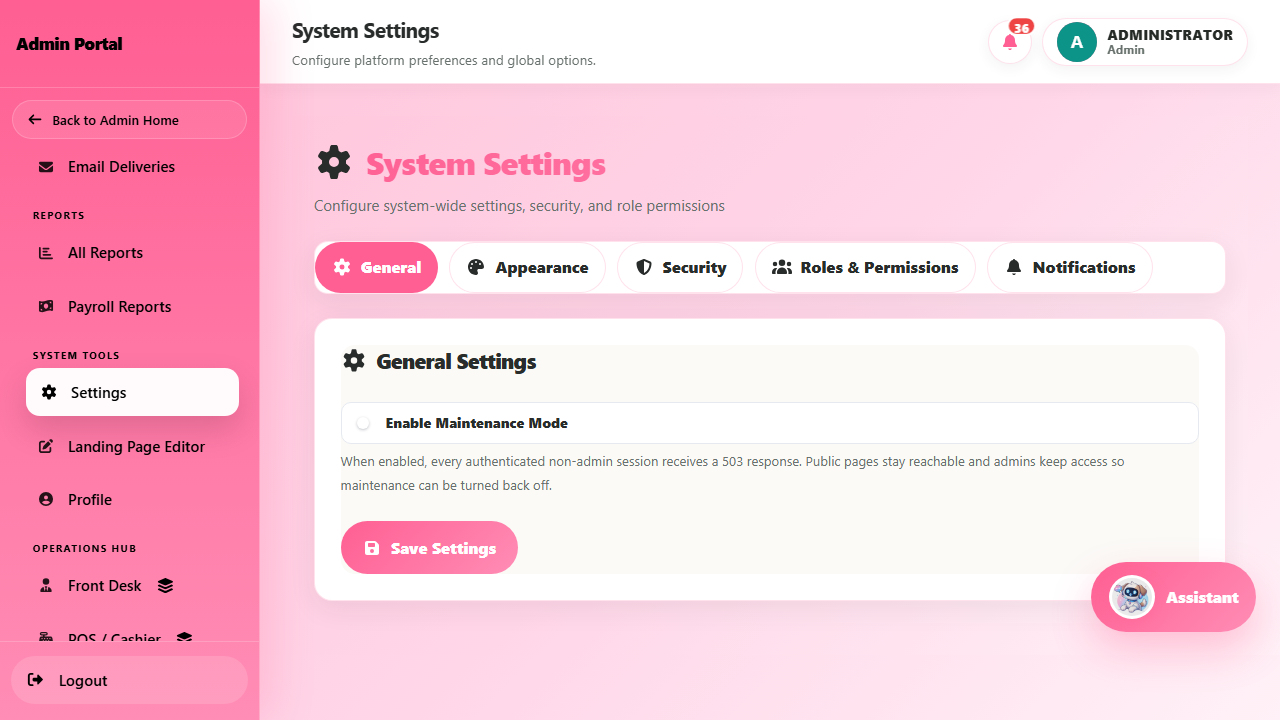 Admin Portal
Back to Admin Home
Email Deliveries
REPORTS
All Reports
Payroll Reports
SYSTEM TOOLS
Settings
Landing Page Editor
Profile
OPERATIONS HUB
Front Desk
POS / Cashier
Logout
System Settings
Configure platform preferences and global options.
36
A
ADMINISTRATOR
Admin
System Settings
Configure system-wide settings, security, and role permissions
General
Appearance
Security
Roles & Permissions
Notifications
General Settings
Enable Maintenance Mode
When enabled, every authenticated non-admin session receives a 503 response. Public pages stay reachable and admins keep access so
maintenance can be turned back off.
Save Settings
Assistant